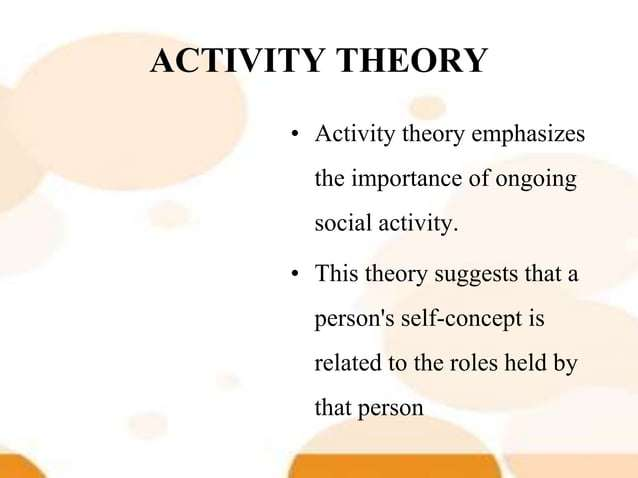 ACTIVITY THEORY
• Activity theory emphasizes
the importance of ongoing
social activity.
• This theory suggests that a
person's self-concept is
related to the roles held by
that person